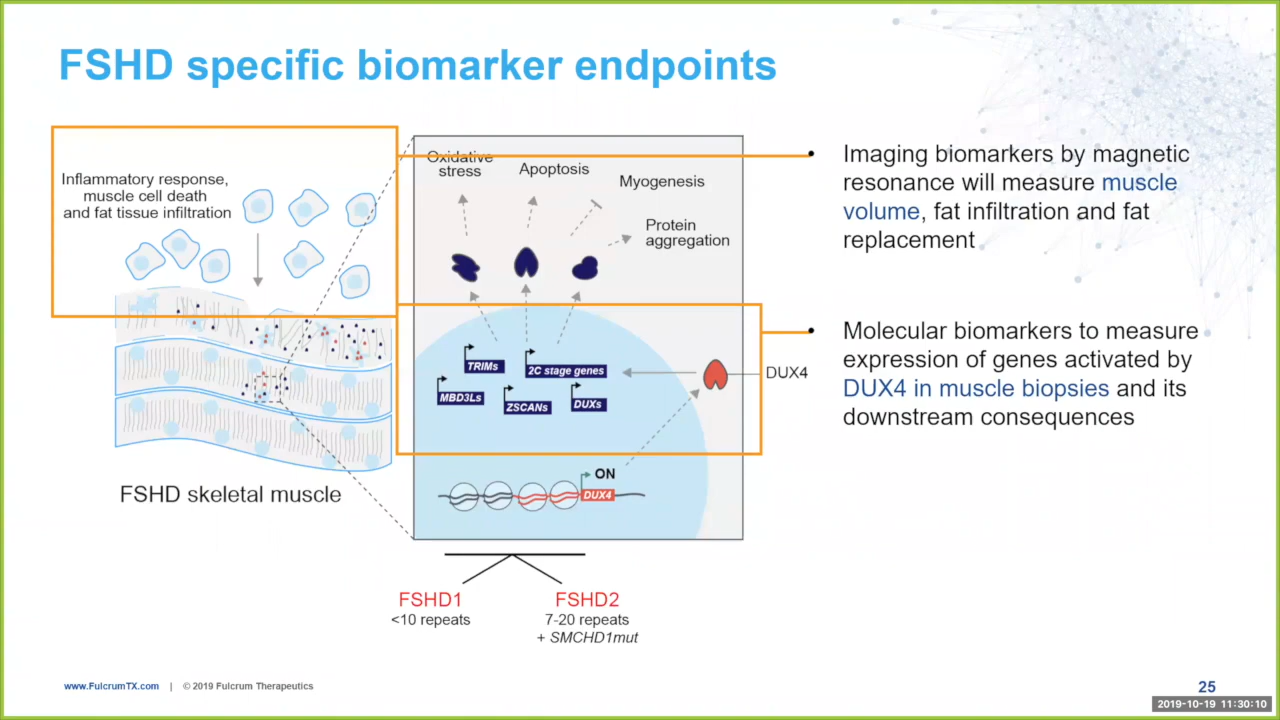 FSHD specific biomarker endpoints
Inflammatory response,
muscle cell death
and fat tissue infiltration
FSHD skeletal muscle
Oxidative
stress
Apoptosis
Myogenesis
Protein
aggregation
TRIMs
2C stage genes
MBD3Ls
ZSCANs
DUXs
DUX4
ON
DUX4
FSHD1
<10 repeats
FSHD2
7-20 repeats
+ SMCHD1mut
• Imaging biomarkers by magnetic
resonance will measure muscle
volume, fat infiltration and fat
replacement
• Molecular biomarkers to measure
expression of genes activated by
DUX4 in muscle biopsies and its
downstream consequences
www.FulcrumTX.com | © 2019 Fulcrum Therapeutics
25
2019-10-19 11:30:10